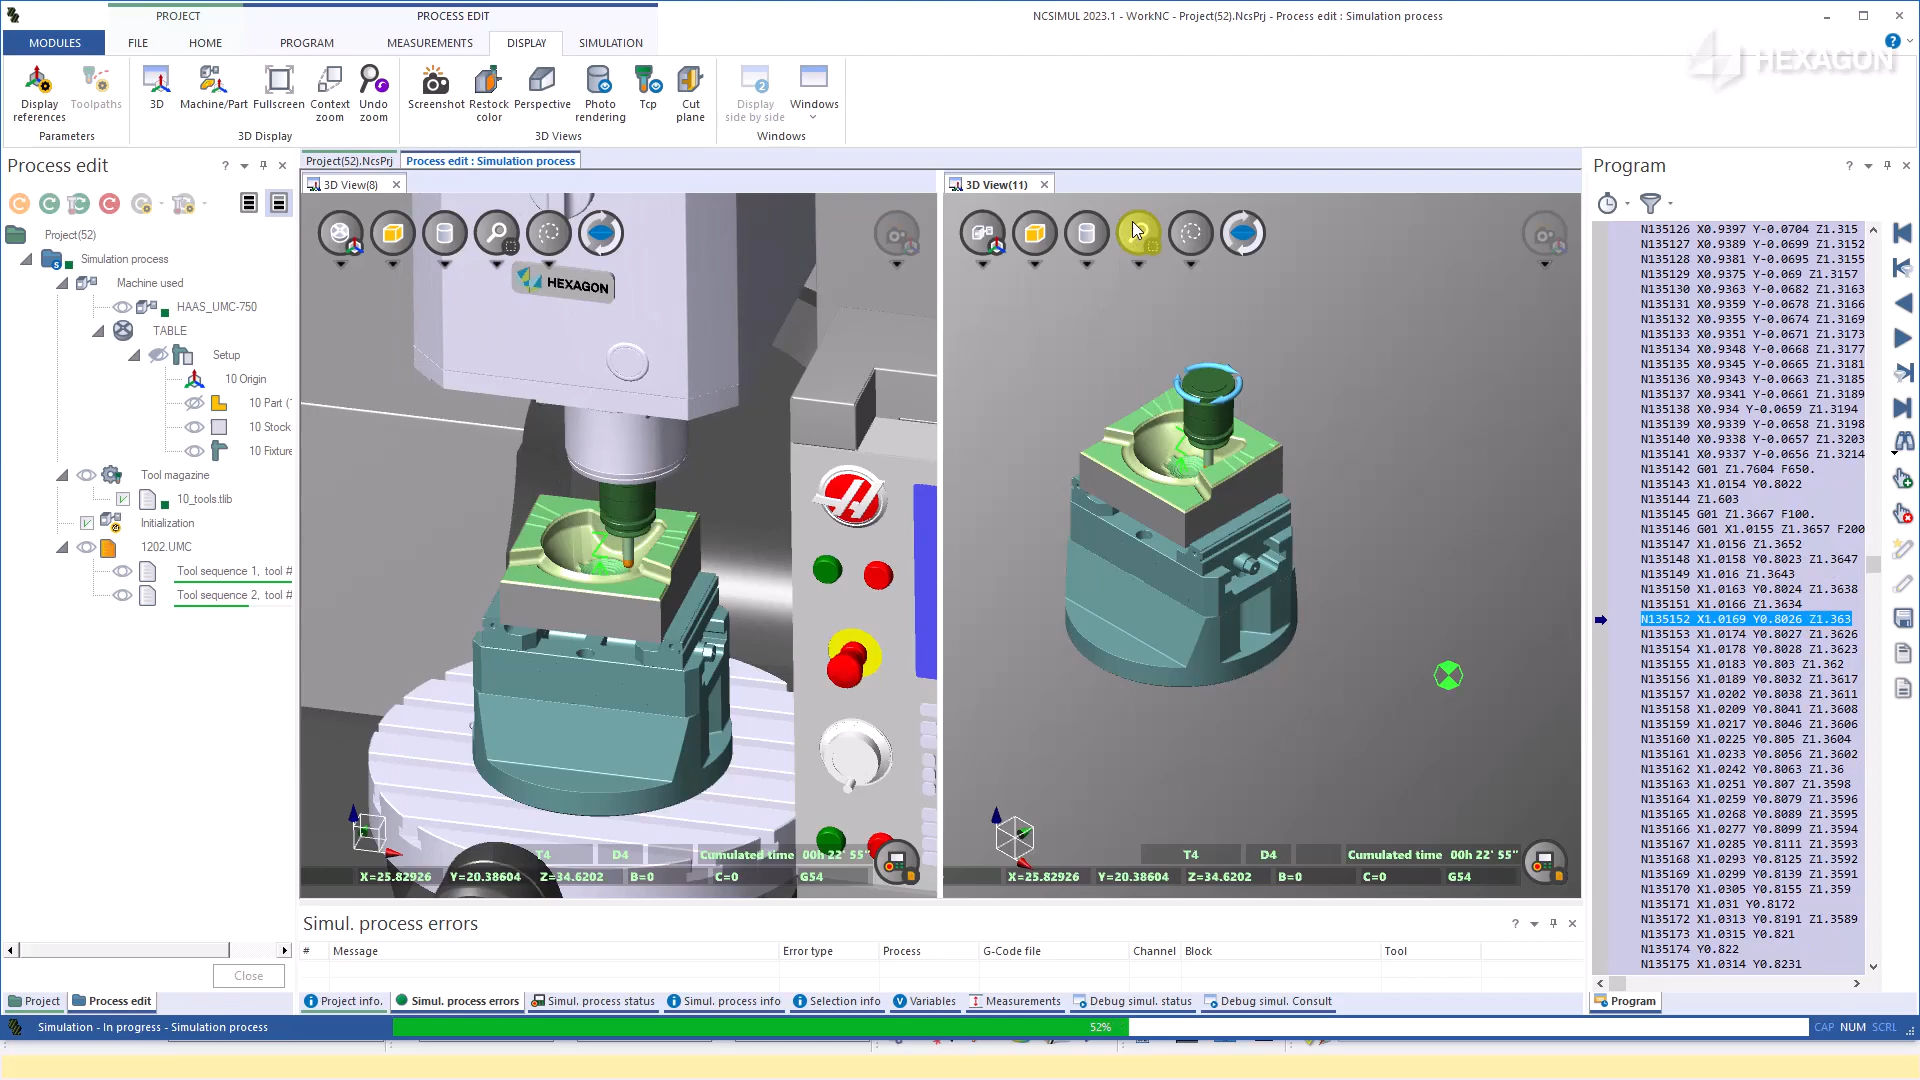 PROJECT
PROCESS EDIT
NCSIMUL 2023.1 - WorkNC - Project(52).NcsPrj - Process edit : Simulation process
MODULES
FILE
HOME
PROGRAM
MEASUREMENTS
DISPLAY
SIMULATION
HEXAGON
Display references
Toolpaths
3D
Machine/Part
Fullscreen
Context zoom
Undo zoom
Screenshot
Restock color
Perspective
Photo rendering
Tcp
Cut plane
Display side by side
Windows
Parameters
3D Display
3D Views
Windows
Process edit
Project(52).NcsPrj
Process edit : Simulation process
Program
3D View(8)
3D View(11)
Project(52)
Simulation process
Machine used
HAAS_UMC-750
TABLE
Setup
10 Origin
10 Part (
10 Stock
10 Fixture
Tool magazine
10_tools.tlib
Initialization
1202.UMC
Tool sequence 1, tool #
Tool sequence 2, tool #
Close
HEXAGON
T4 D4 Cumulated time 00h 22' 55"
X=25.82926 Y=20.38604 Z=34.6202 B=0 C=0 G54
T4 D4 Cumulated time 00h 22' 55"
X=25.82926 Y=20.38604 Z=34.6202 B=0 C=0 G54
N135126 X0.9397 Y-0.0704 Z1.315
N135127 X0.9389 Y-0.0699 Z1.3152
N135128 X0.9381 Y-0.0695 Z1.3155
N135129 X0.9375 Y-0.069 Z1.3157
N135130 X0.9363 Y-0.0682 Z1.3163
N135131 X0.9359 Y-0.0678 Z1.3166
N135132 X0.9355 Y-0.0674 Z1.3169
N135133 X0.9351 Y-0.0671 Z1.3173
N135134 X0.9348 Y-0.0668 Z1.3177
N135135 X0.9345 Y-0.0665 Z1.3181
N135136 X0.9343 Y-0.0663 Z1.3185
N135137 X0.9341 Y-0.0661 Z1.3189
N135138 X0.934 Y-0.0659 Z1.3194
N135139 X0.9339 Y-0.0658 Z1.3198
N135140 X0.9338 Y-0.0657 Z1.3203
N135141 X0.9337 Y-0.0656 Z1.3214
N135142 G01 Z1.7604 F650.
N135143 X1.0154 Y0.8022
N135144 Z1.603
N135145 G01 Z1.3667 F100.
N135146 G01 X1.0155 Z1.3657 F200
N135147 X1.0156 Z1.3652
N135148 X1.0158 Y0.8023 Z1.3647
N135149 X1.016 Z1.3643
N135150 X1.0163 Y0.8024 Z1.3638
N135151 X1.0166 Z1.3634
N135152 X1.0169 Y0.8026 Z1.363
N135153 X1.0174 Y0.8027 Z1.3626
N135154 X1.0178 Y0.8028 Z1.3623
N135155 X1.0183 Y0.803 Z1.362
N135156 X1.0189 Y0.8032 Z1.3617
N135157 X1.0202 Y0.8038 Z1.3611
N135158 X1.0209 Y0.8041 Z1.3608
N135159 X1.0217 Y0.8046 Z1.3606
N135160 X1.0225 Y0.805 Z1.3604
N135161 X1.0233 Y0.8056 Z1.3602
N135162 X1.0242 Y0.8063 Z1.36
N135163 X1.0251 Y0.807 Z1.3598
N135164 X1.0259 Y0.8079 Z1.3596
N135165 X1.0268 Y0.8089 Z1.3595
N135166 X1.0277 Y0.8099 Z1.3594
N135167 X1.0285 Y0.8111 Z1.3593
N135168 X1.0293 Y0.8125 Z1.3592
N135169 X1.0299 Y0.8139 Z1.3591
N135170 X1.0305 Y0.8155 Z1.359
N135171 X1.031 Y0.8172
N135172 X1.0313 Y0.8191 Z1.3589
N135173 X1.0315 Y0.821
N135174 Y0.822
N135175 X1.0314 Y0.8231
Simul. process errors
# Message Error type Process G-Code file Channel Block Tool
Project
Process edit
Project info.
Simul. process errors
Simul. process status
Simul. process info
Selection info
Variables
Measurements
Debug simul. status
Debug simul. Consult
Program
Simulation - In progress - Simulation process
52%
CAP NUM SCRL